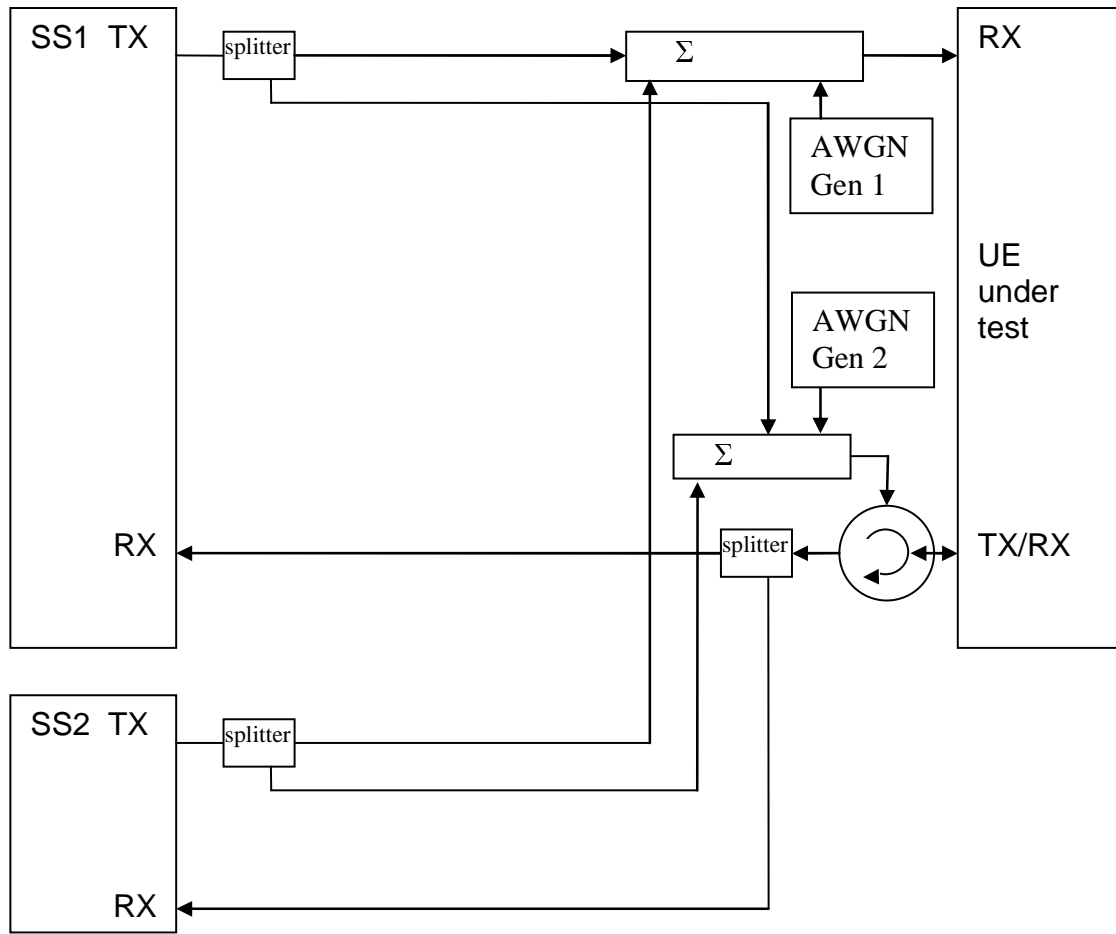 SS1 TX
splitter
Σ
RX
AWGN
Gen 1
UE
under
test
AWGN
Gen 2
Σ
RX
splitter
TX/RX
SS2 TX
splitter
RX